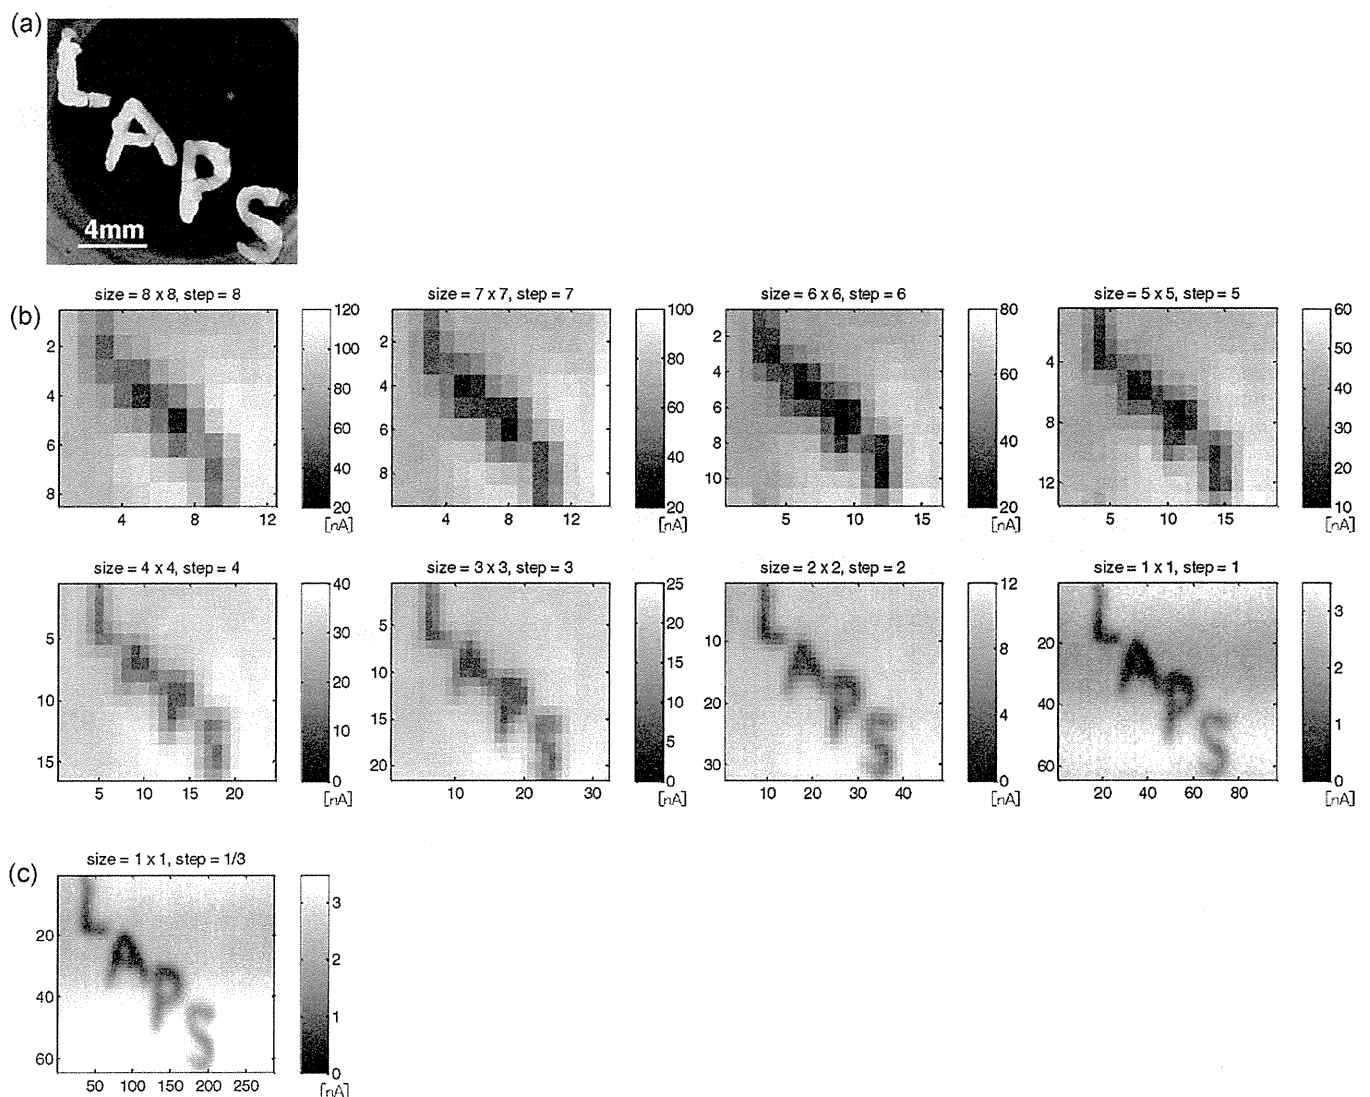 (a)
LAPS
4mm
(b)
size = 8 x 8, step = 8
2
4
6
8
4 8 12
120
100
80
60
40
20
[nA]
size = 7 x 7, step = 7
2
4
6
8
4 8 12
100
80
60
40
20
[nA]
size = 6 x 6, step = 6
2
4
6
8
10
5 10 15
80
60
40
20
[nA]
size = 5 x 5, step = 5
4
8
12
5 10 15
60
50
40
30
20
10
[nA]
size = 4 x 4, step = 4
5
10
15
5 10 15 20
40
30
20
10
0
[nA]
size = 3 x 3, step = 3
5
10
15
20
10 20 30
25
20
15
10
5
0
[nA]
size = 2 x 2, step = 2
10
20
30
10 20 30 40
12
8
4
0
[nA]
size = 1 x 1, step = 1
20
40
60
20 40 60 80
3
2
1
0
[nA]
LAPS
(c)
size = 1 x 1, step = 1/3
20
40
60
50 100 150 200 250
3
2
1
0
[nA]
LAPS